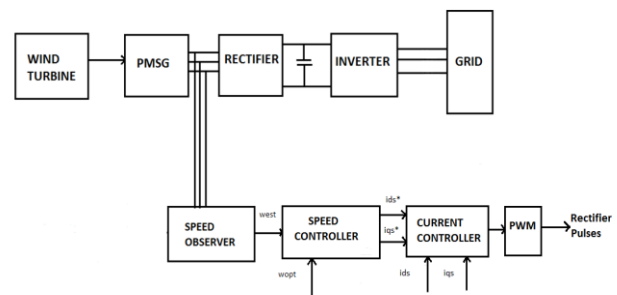 WIND
TURBINE
PMSG
RECTIFIER
INVERTER
GRID
SPEED
OBSERVER
west
SPEED
CONTROLLER
wopt
ids*
iqs*
CURRENT
CONTROLLER
ids
iqs
PWM
Rectifier
Pulses